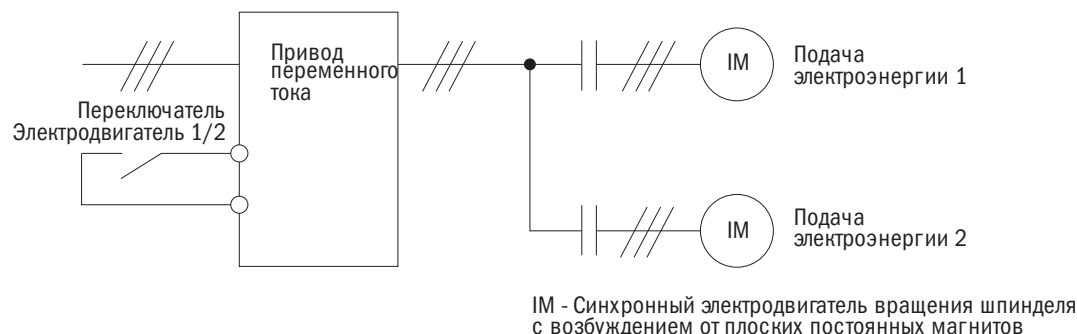 Привод
переменного
тока
Переключатель
Электродвигатель 1/2
IM
Подача
электроэнергии 1
IM
Подача
электроэнергии 2
IM - Синхронный электродвигатель вращения шпинделя
с возбуждением от плоских постоянных магнитов